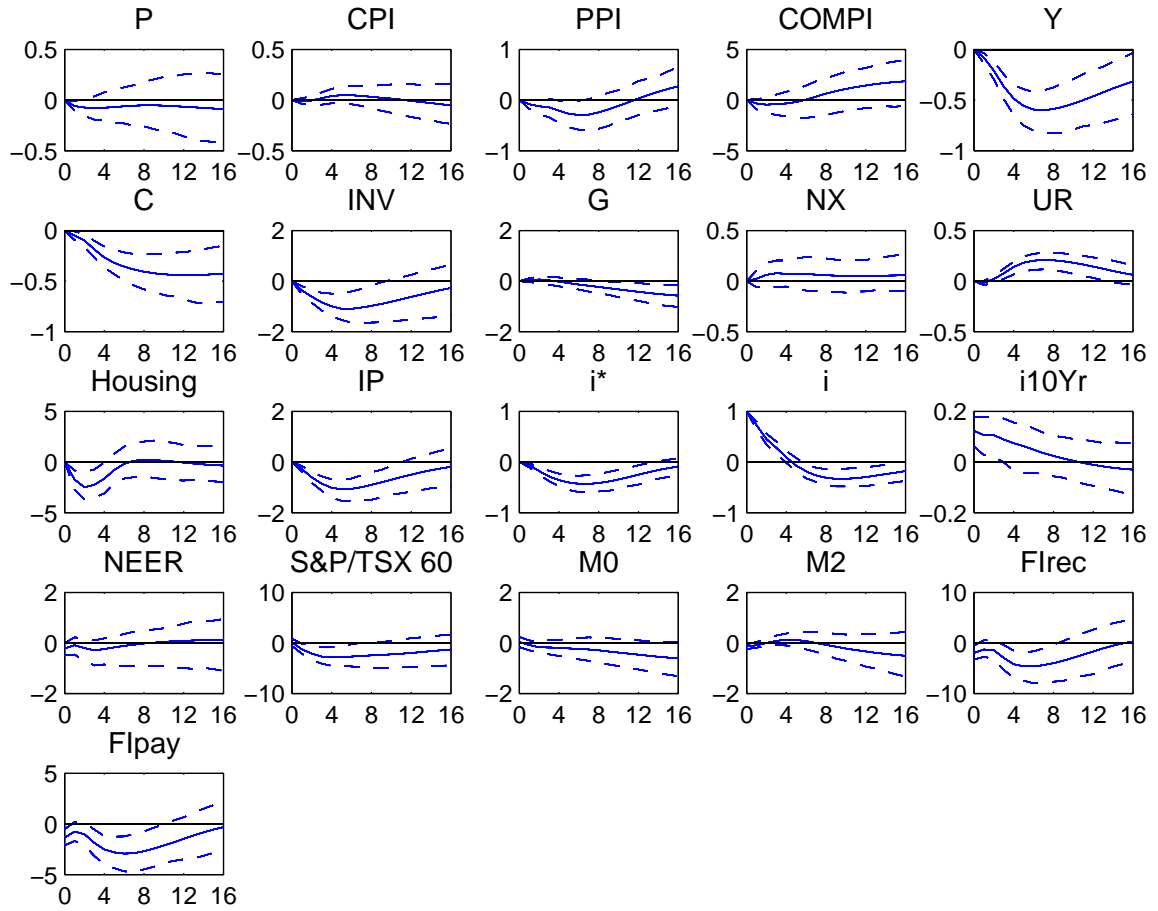 P CPI PPI COMPI Y
0.5 0.5 1 5 0
0 0 0 0 −0.5
−0.5 −0.5 −1 −5 −1
0 4 8 12 16 0 4 8 12 16 0 4 8 12 16 0 4 8 12 16 0 4 8 12 16
C INV G NX UR
0 2 2 0.5 0.5
−0.5 0 0 0 0
−1 −2 −2 −0.5 −0.5
0 4 8 12 16 0 4 8 12 16 0 4 8 12 16 0 4 8 12 16 0 4 8 12 16
Housing IP i* i i10Yr
5 2 1 1 0.2
0 0 0 0 0
−5 −2 −1 −1 −0.2
0 4 8 12 16 0 4 8 12 16 0 4 8 12 16 0 4 8 12 16 0 4 8 12 16
NEER S&P/TSX 60 M0 M2 FIrec
2 10 2 2 10
0 0 0 0 0
−2 −10 −2 −2 −10
0 4 8 12 16 0 4 8 12 16 0 4 8 12 16 0 4 8 12 16 0 4 8 12 16
FIpay
5
0
−5
0 4 8 12 16